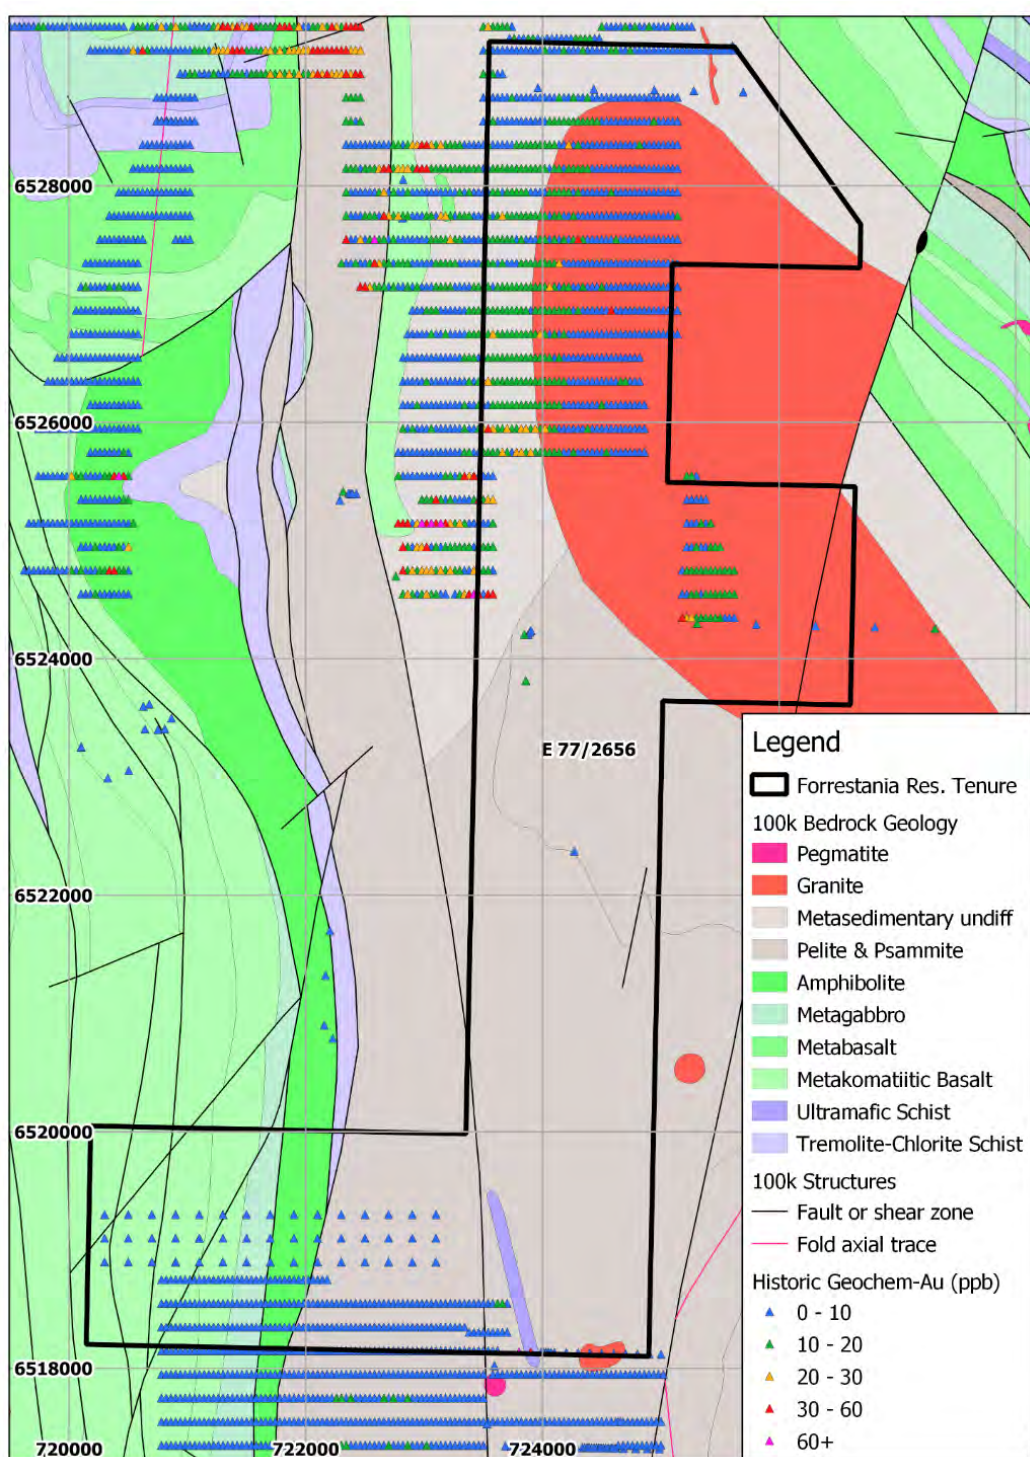 6528000
6526000
6524000
E 77/2656
6522000
6520000
6518000
720000
722000
724000
Legend
Forrestania Res. Tenure
100k Bedrock Geology
Pegmatite
Granite
Metasedimentary undiff
Pelite & Psammite
Amphibolite
Metagabbro
Metabasalt
Metakomatiitic Basalt
Ultramafic Schist
Tremolite-Chlorite Schist
100k Structures
Fault or shear zone
Fold axial trace
Historic Geochem-Au (ppb)
0 - 10
10 - 20
20 - 30
30 - 60
60+